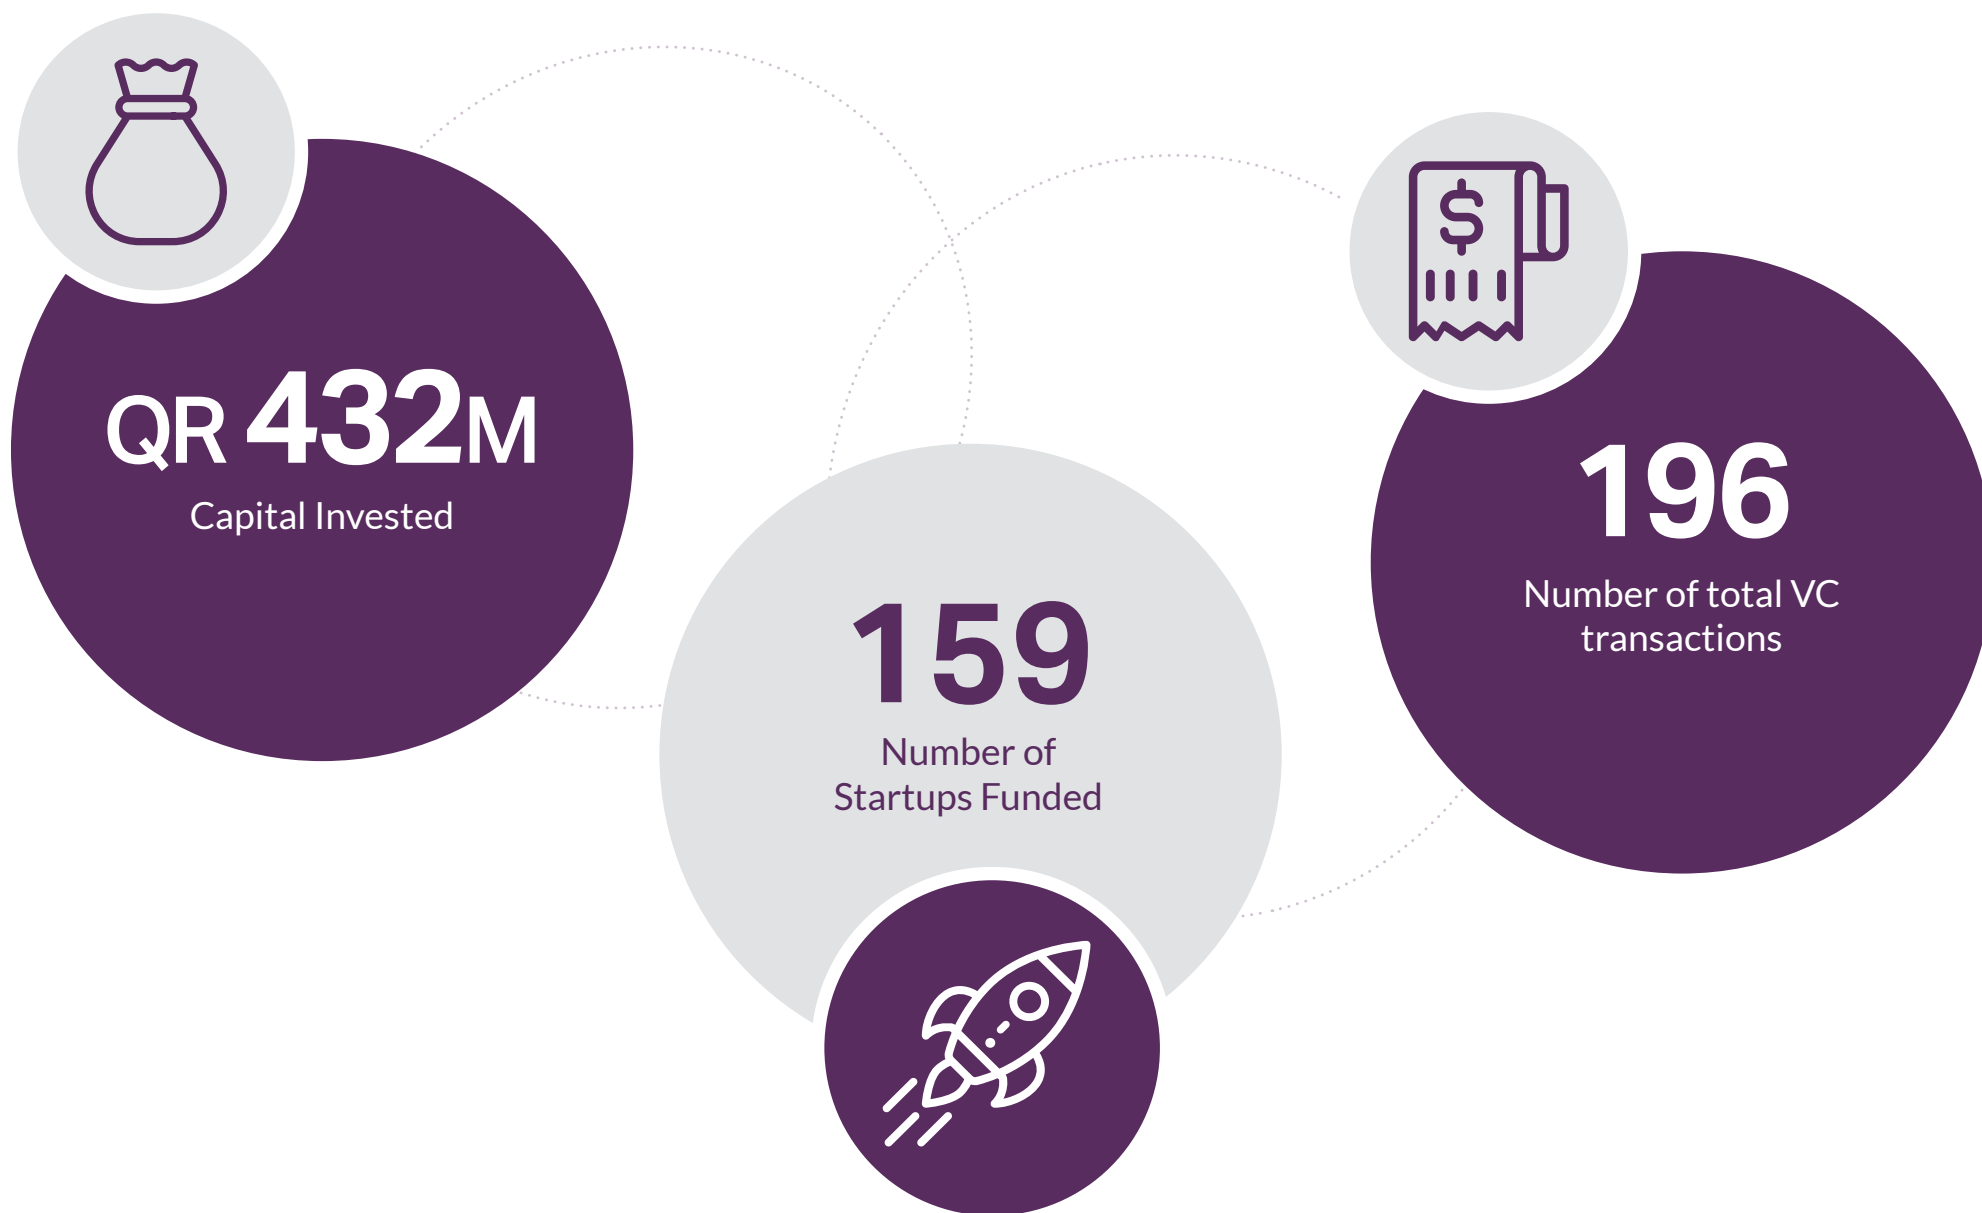 QR 432M
Capital Invested
159
Number of
Startups Funded
196
Number of total VC
transactions